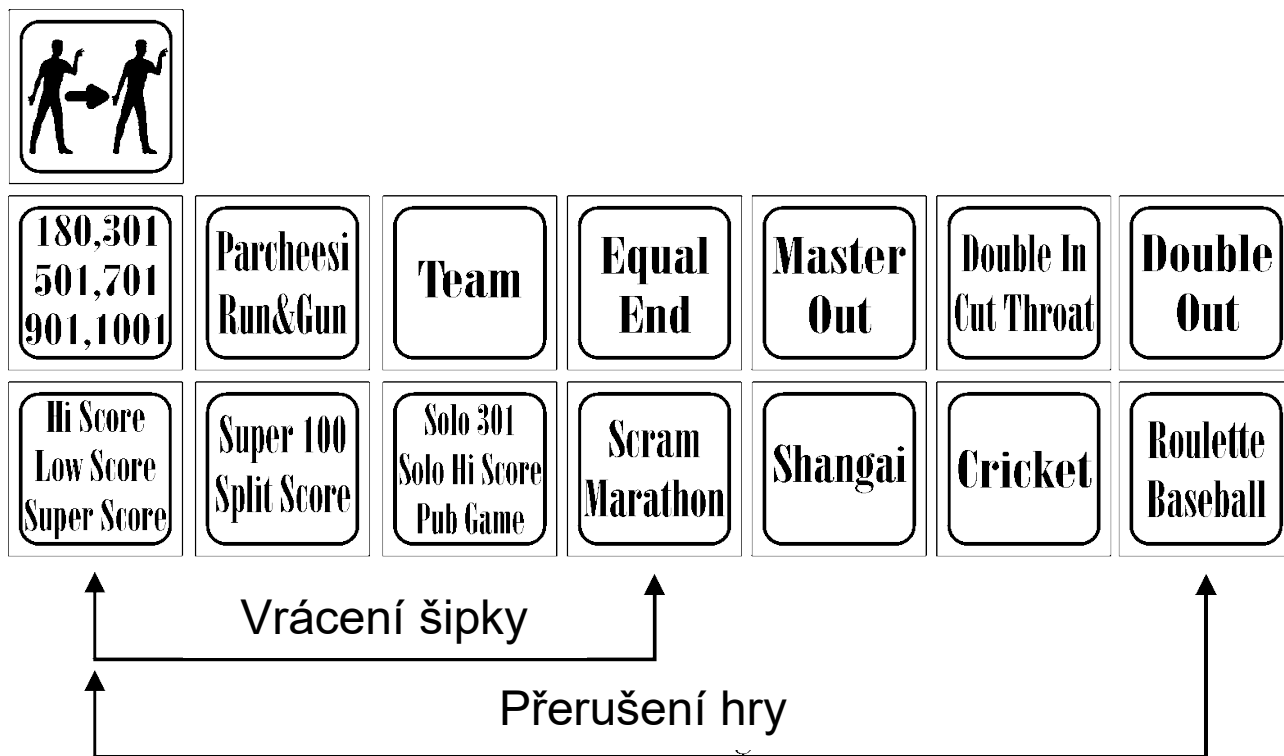 180,301
501,701
901,1001
Parcheesi
Run&Gun
Team
Equal
End
Master
Out
Double In
Cut Throat
Double
Out
Hi Score
Low Score
Super Score
Super 100
Split Score
Solo 301
Solo Hi Score
Pub Game
Scram
Marathon
Shangai
Cricket
Roulette
Baseball
Vrácení šipky
Přerušení hry